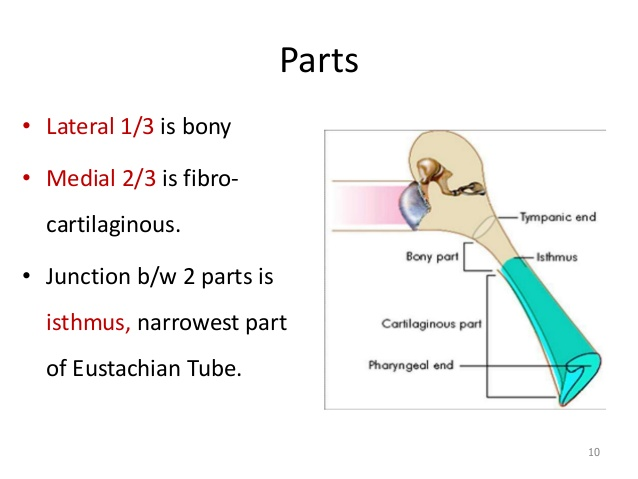 Parts
• Lateral 1/3 is bony
• Medial 2/3 is fibro-
cartilaginous.
• Junction b/w 2 parts is
isthmus, narrowest part
of Eustachian Tube.
Tympanic end
Bony part
Isthmus
Cartilaginous part
Pharyngeal end
10